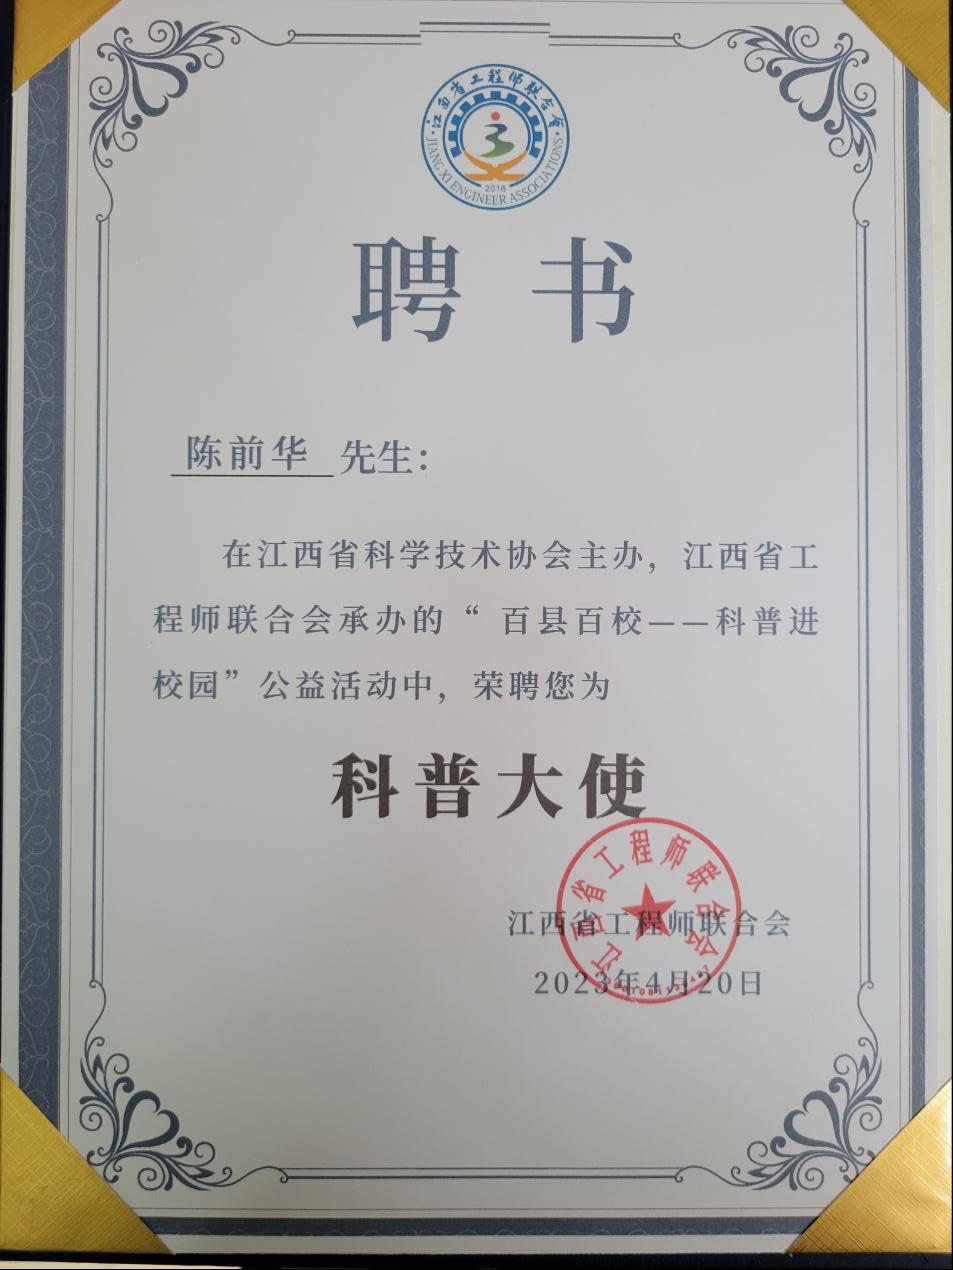 江西省工程师联合会
JIANG XI ENGINEER ASSOCIATIONS
2016
聘书
陈前华 先生：
在江西省科学技术协会主办，江西省工
程师联合会承办的“百县百校——科普进
校园”公益活动中，荣聘您为
科普大使
江西省工程师联合会
江西省工程师联合会
2023年4月20日